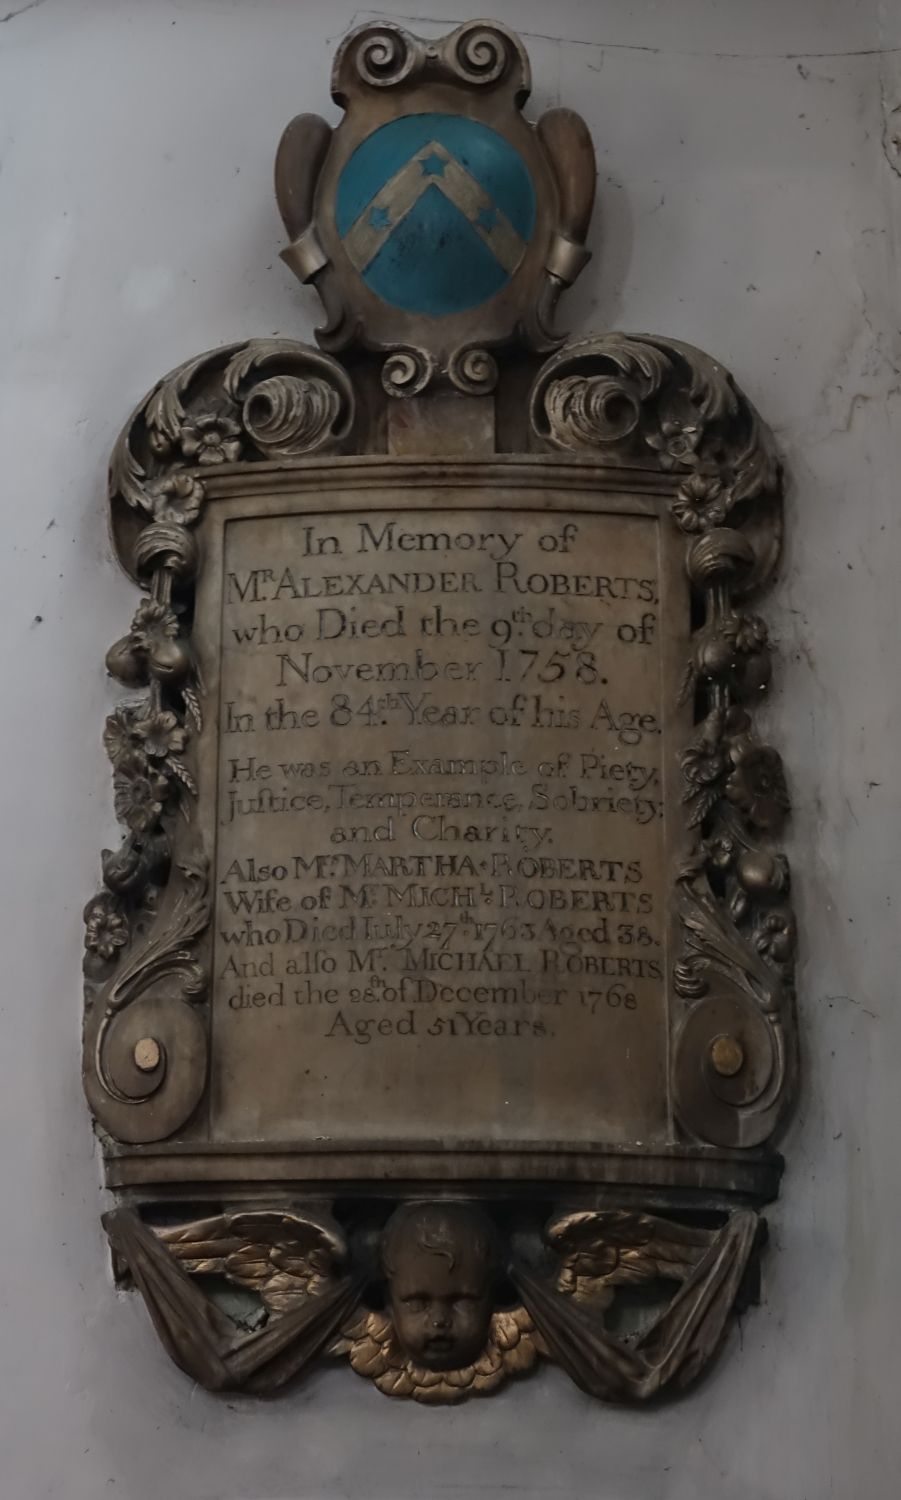 In Memory of
Mr. ALEXANDER ROBERTS,
who Died the 9th. day of
November 1758.
In the 84th. Year of his Age.
He was an Example of Piety,
Juſtice, Temperance, Sobriety,
and Charity.
Also Mrs. MARTHA ROBERTS
Wife of Mr. MICHl. ROBERTS
who Died July 27th. 1763 Aged 38.
And also Mr. MICHAEL ROBERTS
died the 28th of December 1768
Aged 51 Years.